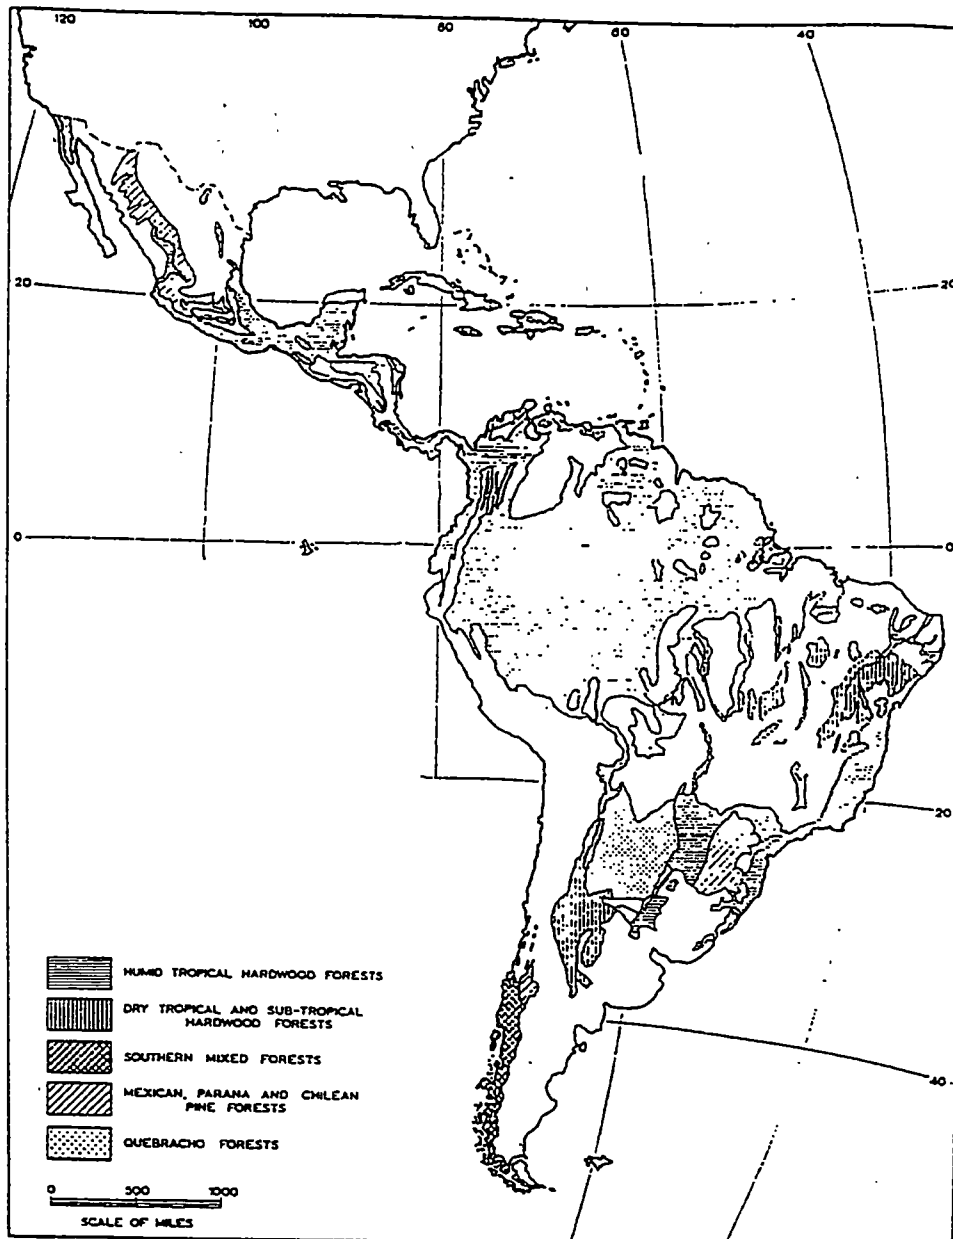 120
100
80
60
40
20
20
0
0
20
40
HUMID TROPICAL HARDWOOD FORESTS
DRY TROPICAL AND SUB-TROPICAL
HARDWOOD FORESTS
SOUTHERN MIXED FORESTS
MEXICAN, PARANA AND CHILEAN
PINE FORESTS
QUEBRACHO FORESTS
0 500 1000
SCALE OF MILES